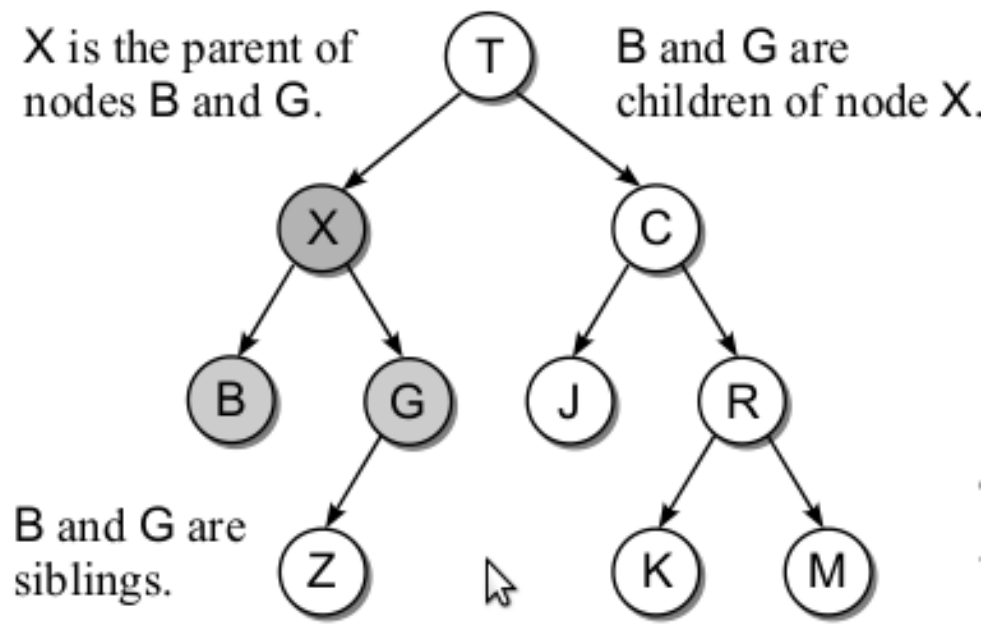 X is the parent of
nodes B and G.
T
B and G are
children of node X.
X
C
B
G
J
R
B and G are
siblings.
Z
K
M